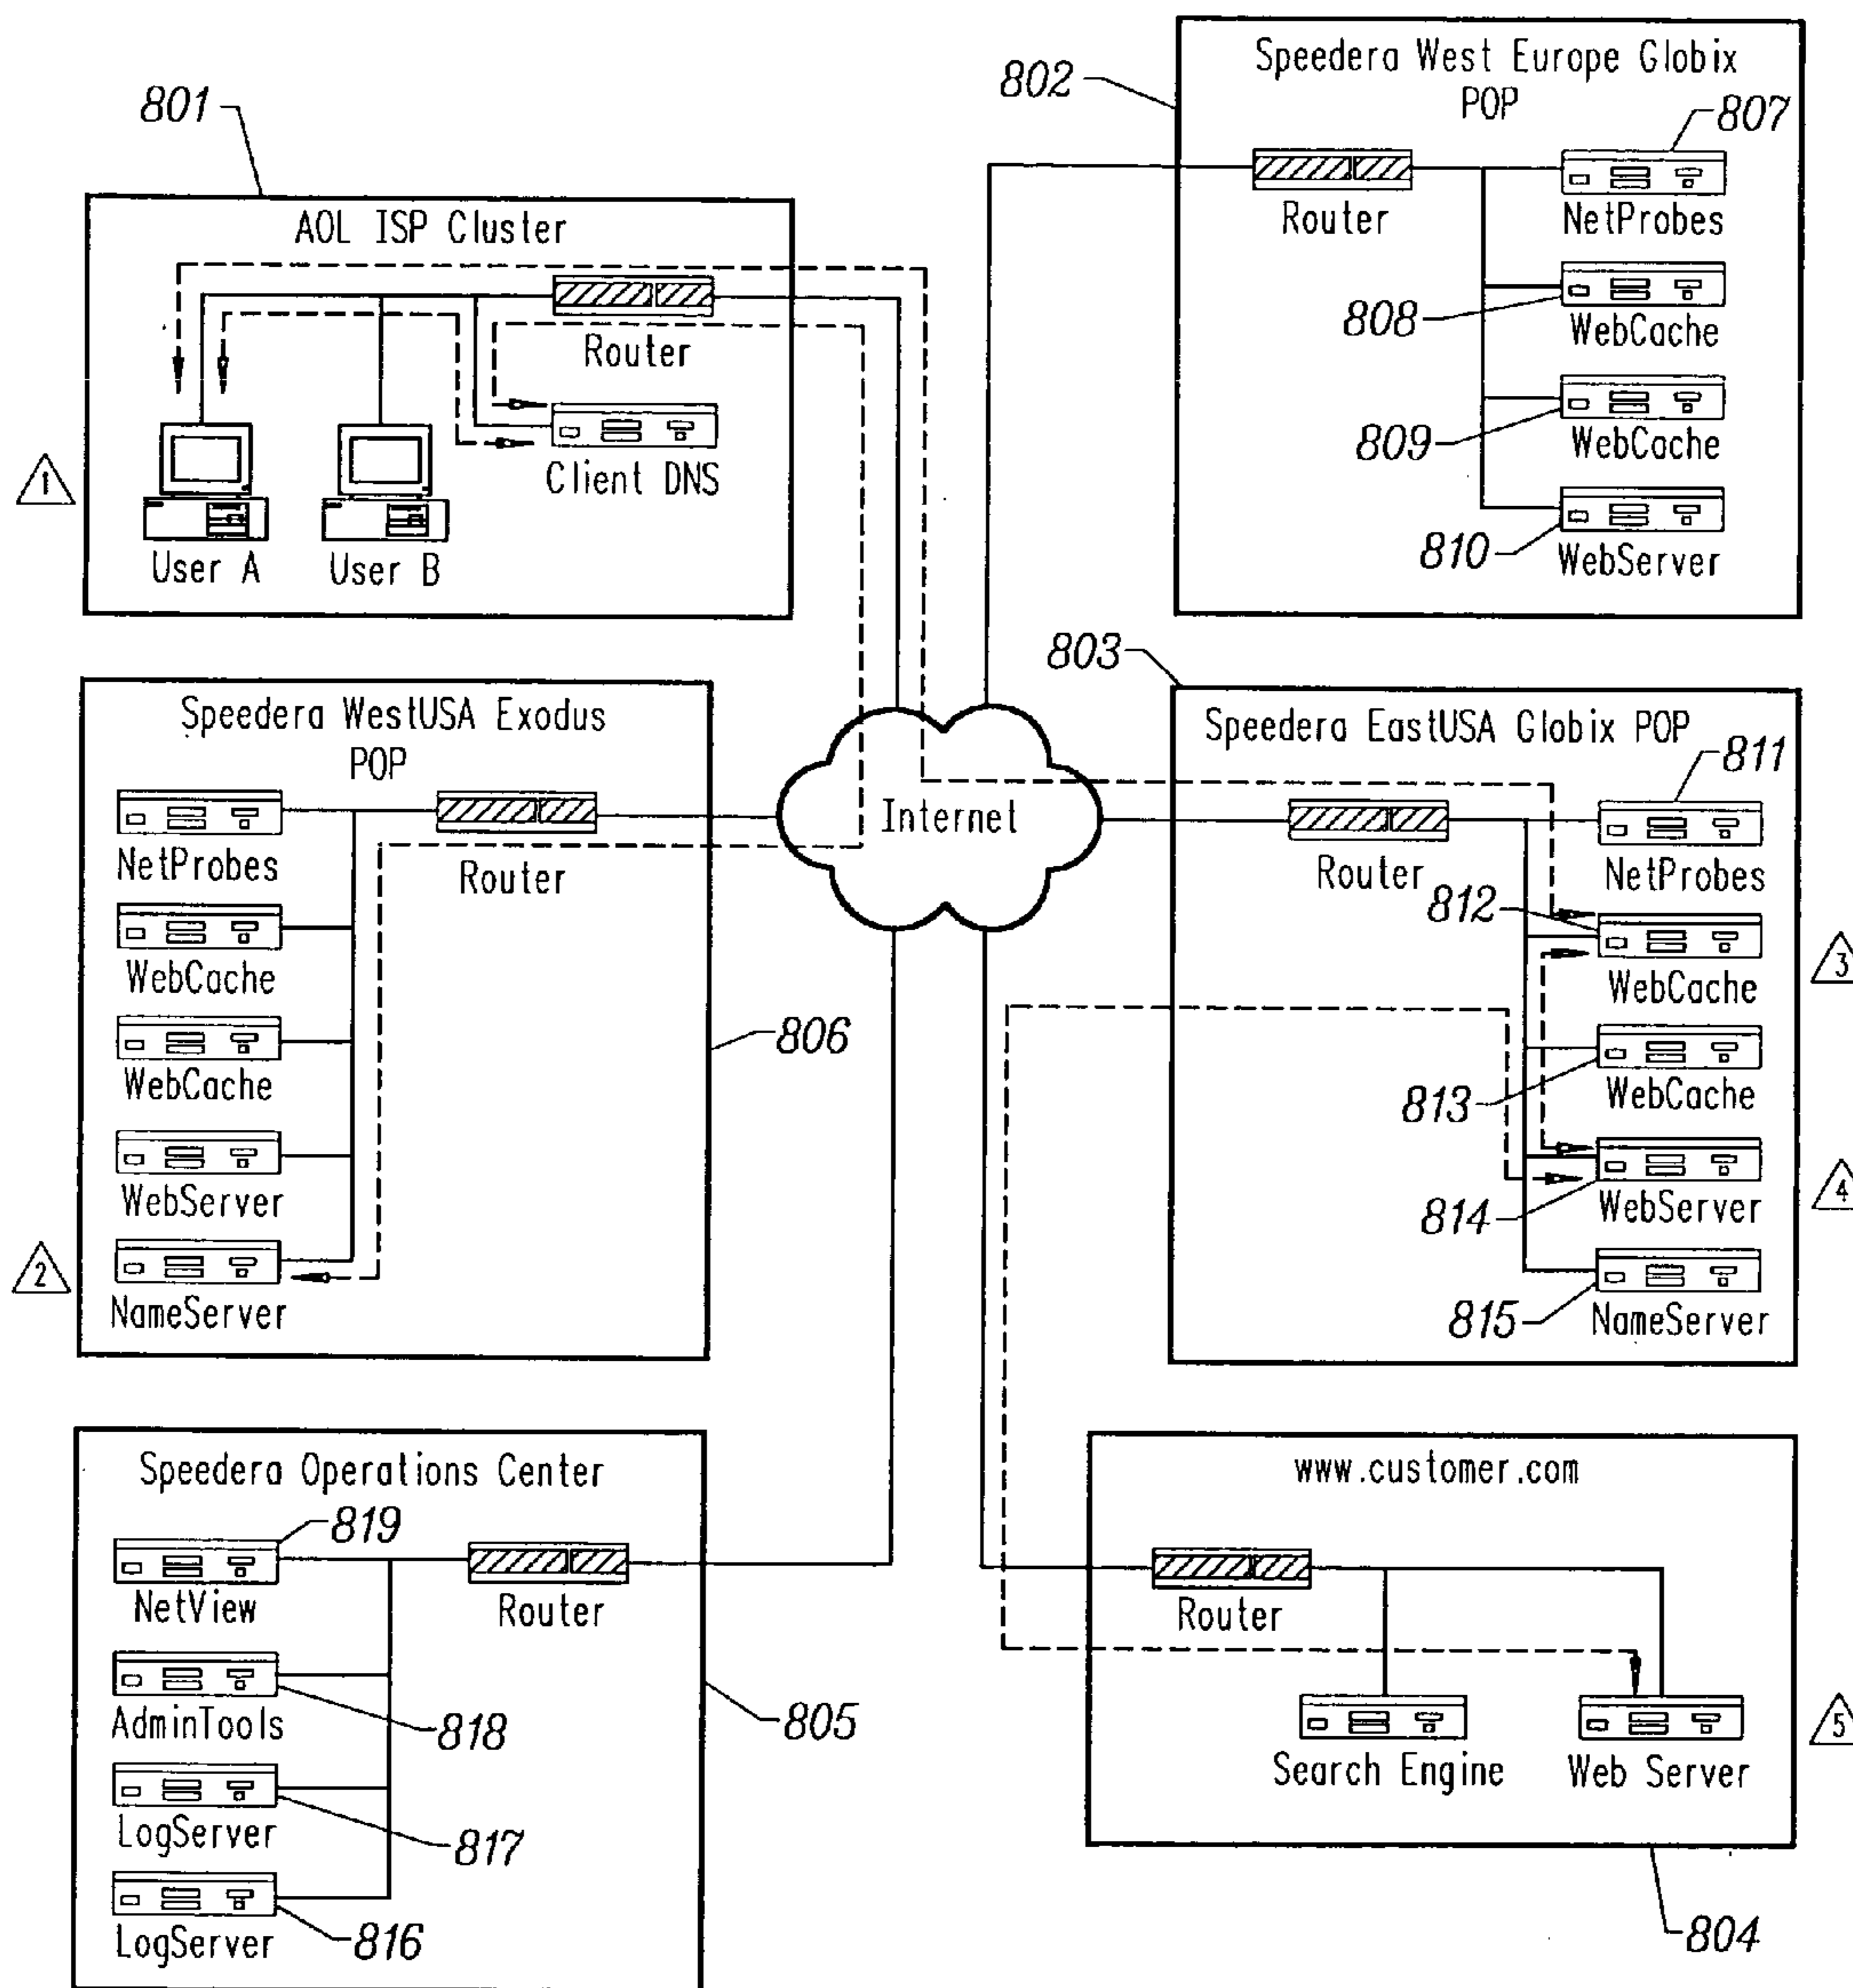 801
AOL ISP Cluster
Router
Client DNS
1
User A
User B
802
Speedera West Europe Globix
POP
807
Router
NetProbes
808
WebCache
809
WebCache
810
WebServer
Speedera WestUSA Exodus
POP
NetProbes
Router
WebCache
WebCache
806
WebServer
2
NameServer
Internet
803
Speedera EastUSA Globix POP
811
Router
NetProbes
812
WebCache
3
813
WebCache
814
WebServer
4
815
NameServer
Speedera Operations Center
819
NetView
Router
AdminTools
818
805
LogServer
817
LogServer
816
www.customer.com
Router
Search Engine
Web Server
5
804